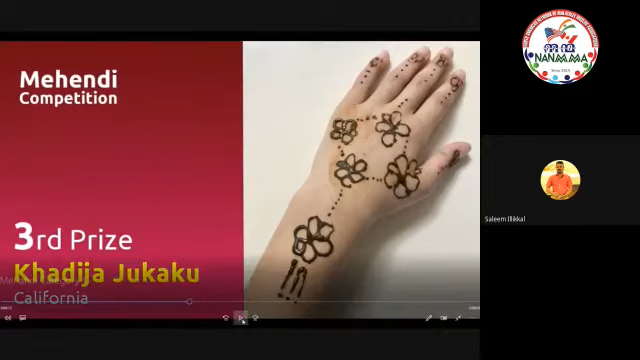 Mehendi
Competition
3rd Prize
Khadija Jukaku
California
NANMMA
Saleem Illikkal